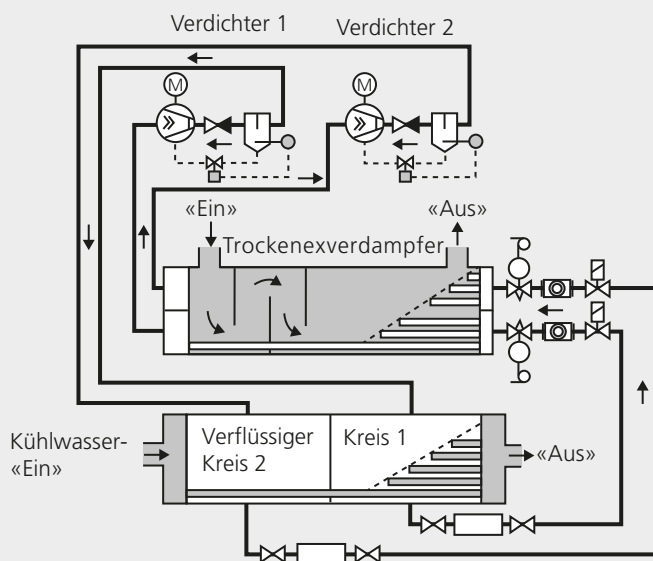 Verdichter 1
Verdichter 2
M
M
«Ein»
«Aus»
Trockenexverdampfer
Kühlwasser-
«Ein»
Verflüssiger
Kreis 2
Kreis 1
«Aus»